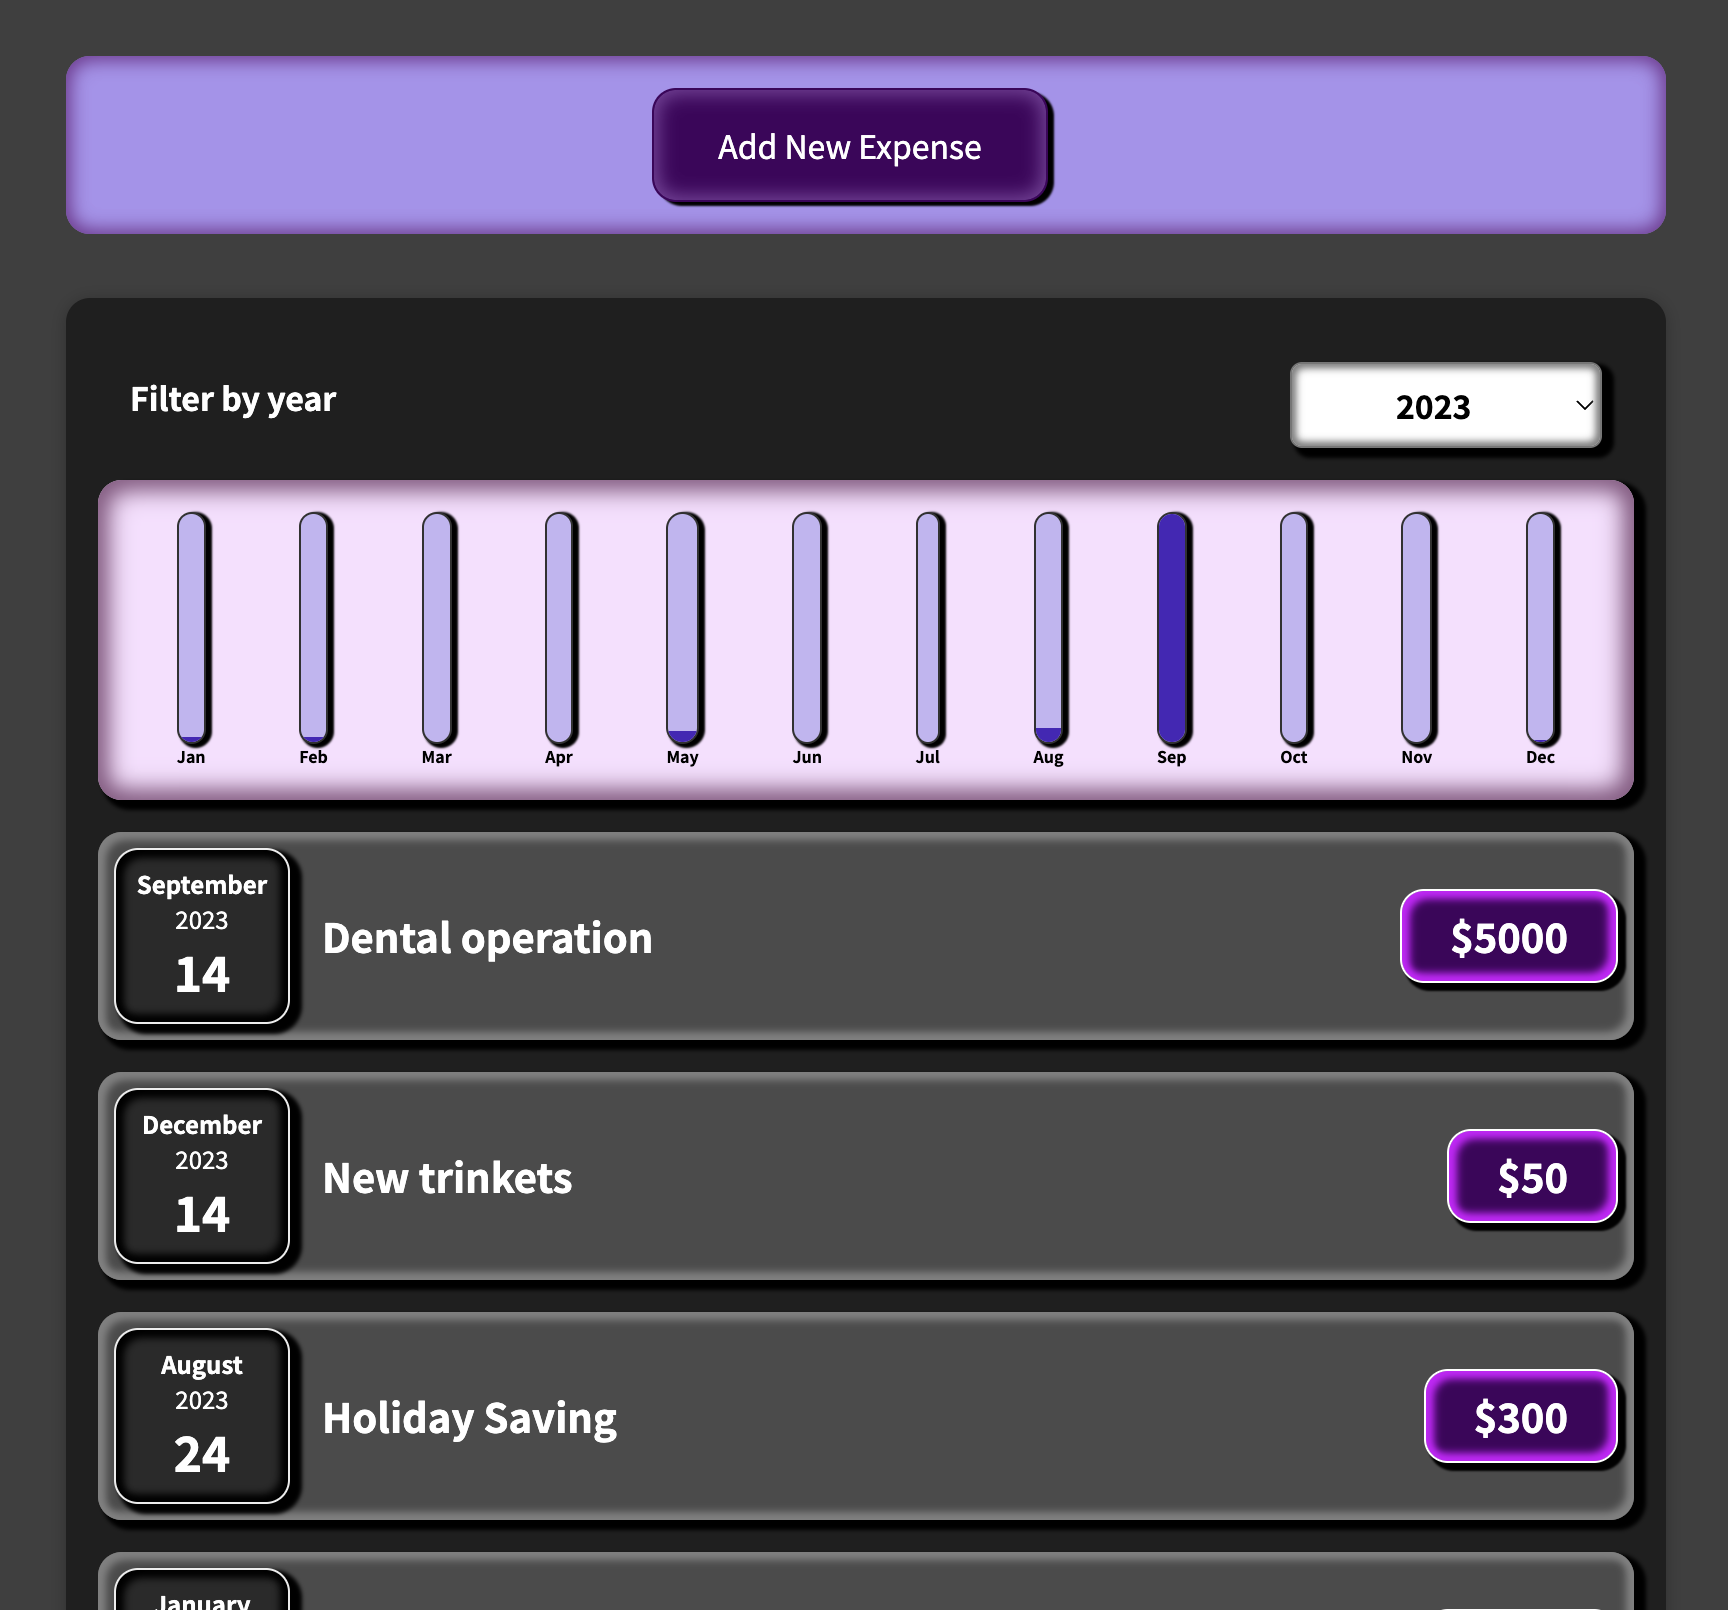 Add New Expense
Filter by year
2023
Jan Feb Mar Apr May Jun Jul Aug Sep Oct Nov Dec
September
2023
14
Dental operation
$5000
December
2023
14
New trinkets
$50
August
2023
24
Holiday Saving
$300
January